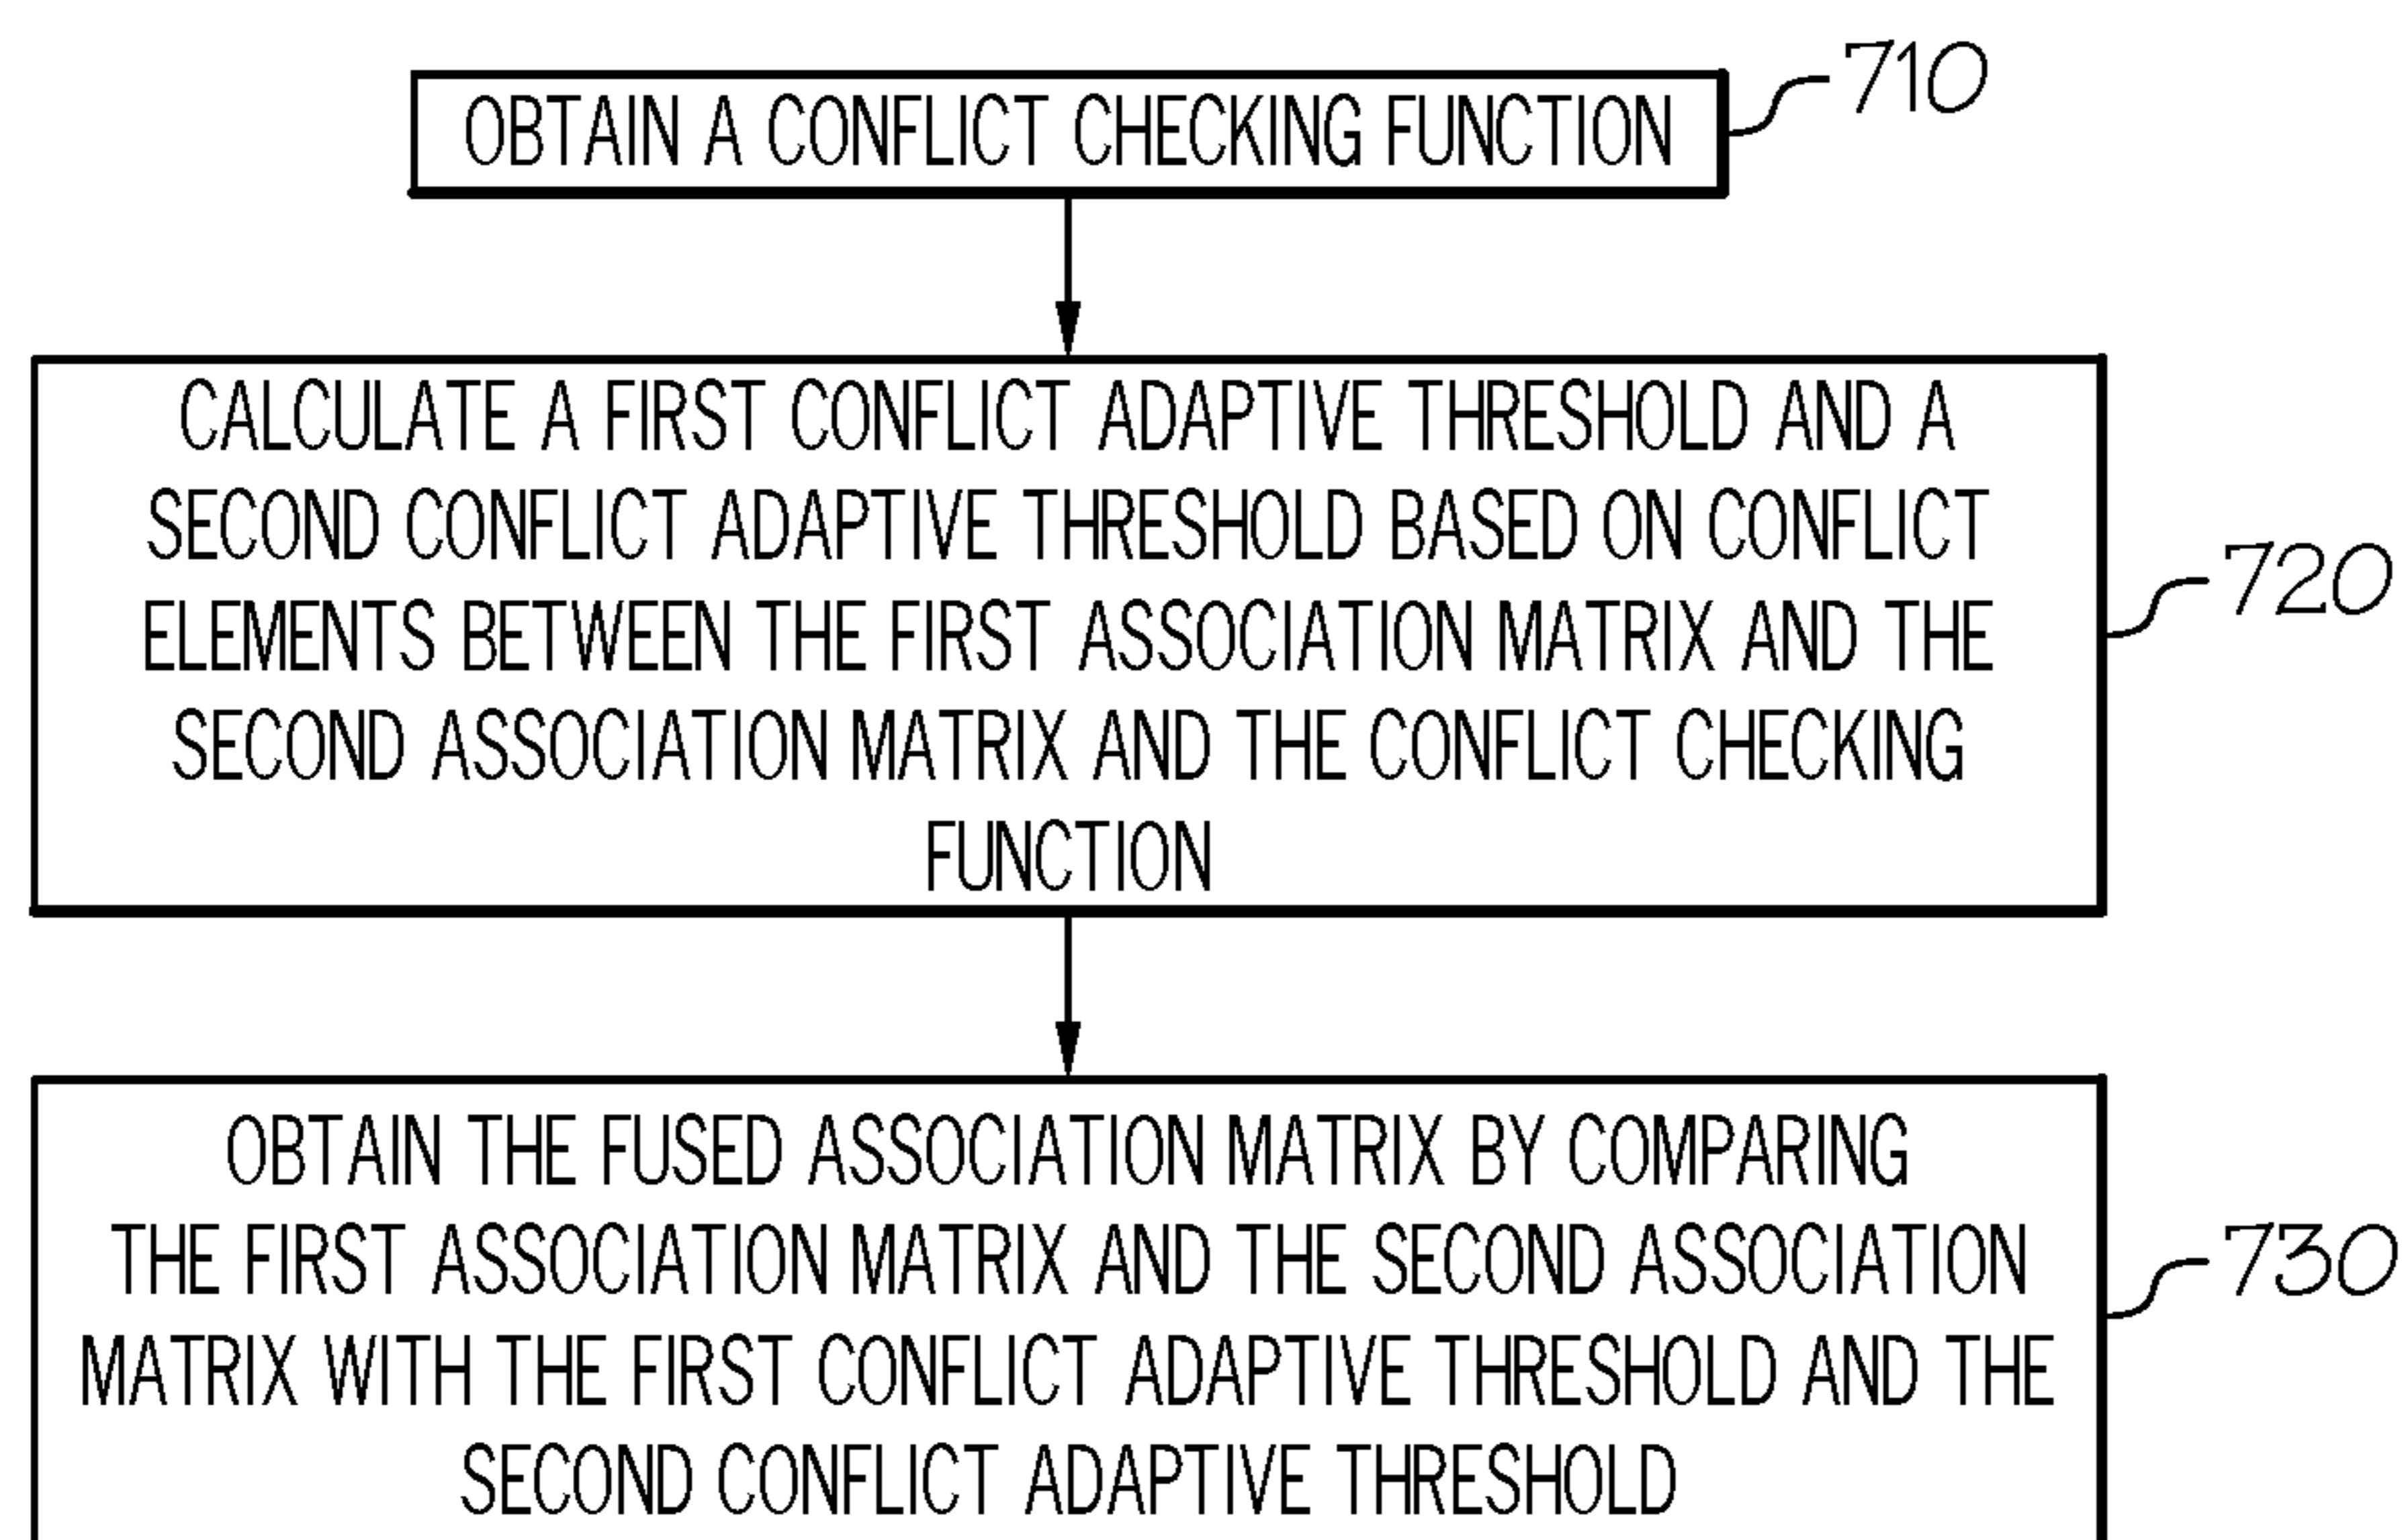 OBTAIN A CONFLICT CHECKING FUNCTION
710
CALCULATE A FIRST CONFLICT ADAPTIVE THRESHOLD AND A
SECOND CONFLICT ADAPTIVE THRESHOLD BASED ON CONFLICT
ELEMENTS BETWEEN THE FIRST ASSOCIATION MATRIX AND THE
SECOND ASSOCIATION MATRIX AND THE CONFLICT CHECKING
FUNCTION
720
OBTAIN THE FUSED ASSOCIATION MATRIX BY COMPARING
THE FIRST ASSOCIATION MATRIX AND THE SECOND ASSOCIATION
MATRIX WITH THE FIRST CONFLICT ADAPTIVE THRESHOLD AND THE
SECOND CONFLICT ADAPTIVE THRESHOLD
730